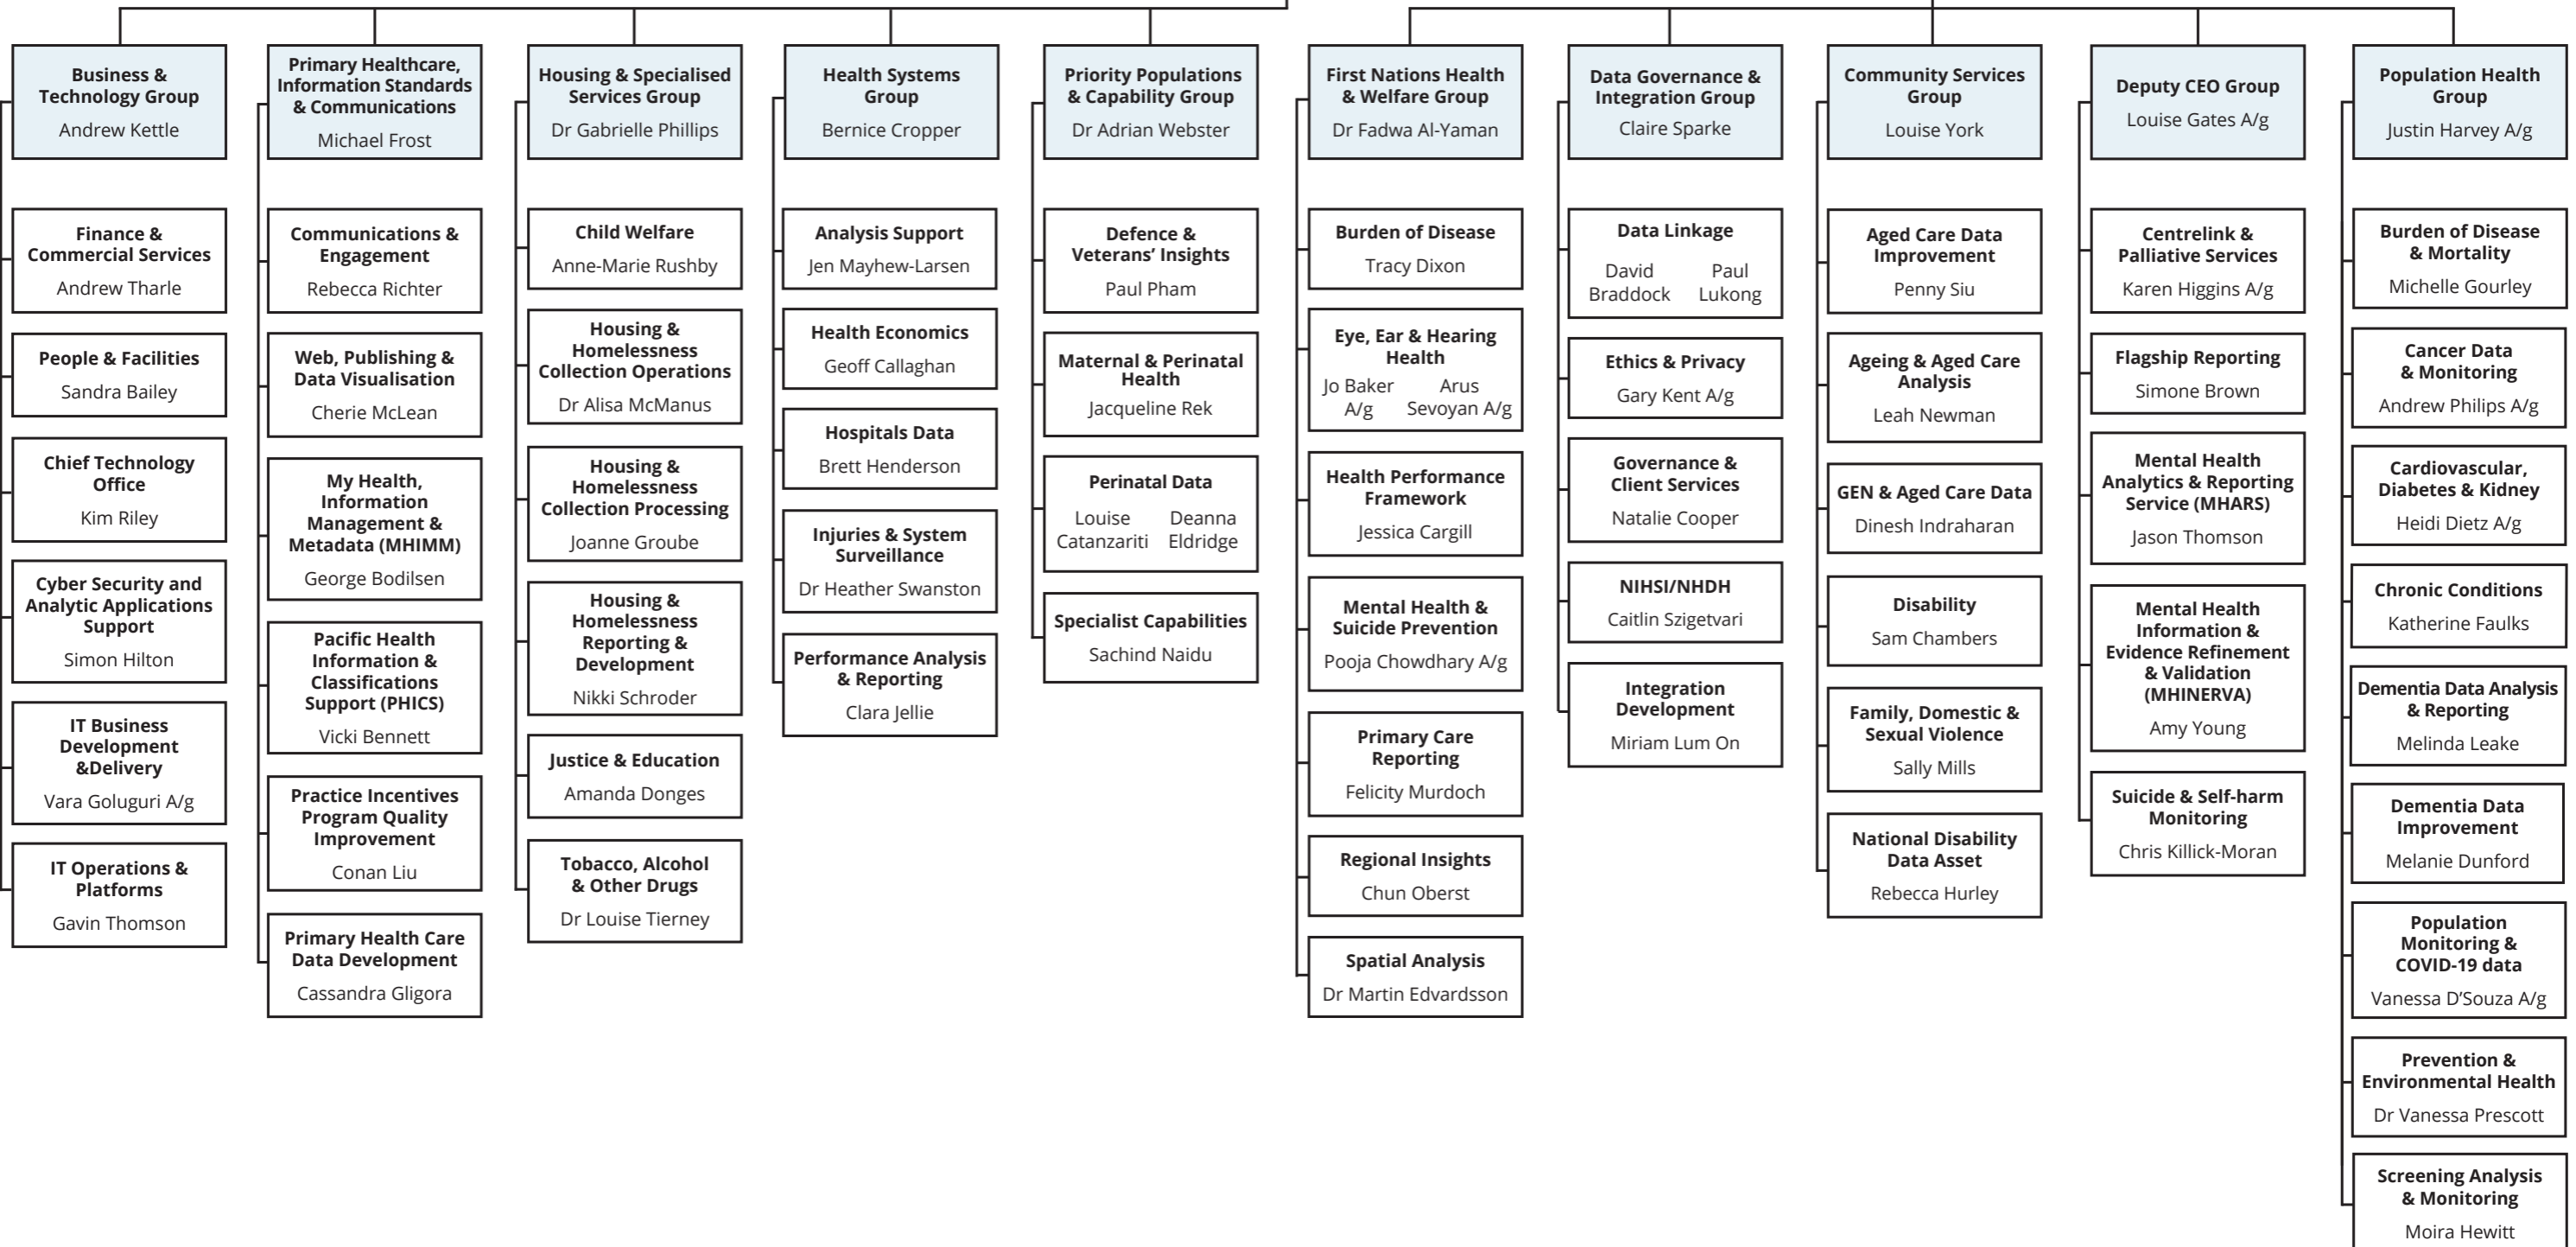 Business &
Technology Group
Andrew Kettle
Finance &
Commercial Services
Andrew Tharle
People & Facilities
Sandra Bailey
Chief Technology
Office
Kim Riley
Cyber Security and
Analytic Applications
Support
Simon Hilton
IT Business
Development
&Delivery
Vara Goluguri A/g
IT Operations &
Platforms
Gavin Thomson
Primary Healthcare,
Information Standards
& Communications
Michael Frost
Communications &
Engagement
Rebecca Richter
Web, Publishing &
Data Visualisation
Cherie McLean
My Health,
Information
Management &
Metadata (MHIMM)
George Bodilsen
Pacific Health
Information &
Classifications
Support (PHICS)
Vicki Bennett
Practice Incentives
Program Quality
Improvement
Conan Liu
Primary Health Care
Data Development
Cassandra Gligora
Housing & Specialised
Services Group
Dr Gabrielle Phillips
Child Welfare
Anne-Marie Rushby
Housing &
Homelessness
Collection Operations
Dr Alisa McManus
Housing &
Homelessness
Collection Processing
Joanne Groube
Housing &
Homelessness
Reporting &
Development
Nikki Schroder
Justice & Education
Amanda Donges
Tobacco, Alcohol
& Other Drugs
Dr Louise Tierney
Health Systems
Group
Bernice Cropper
Analysis Support
Jen Mayhew-Larsen
Health Economics
Geoff Callaghan
Hospitals Data
Brett Henderson
Injuries & System
Surveillance
Dr Heather Swanston
Performance Analysis
& Reporting
Clara Jellie
Priority Populations
& Capability Group
Dr Adrian Webster
Defence &
Veterans’ Insights
Paul Pham
Maternal & Perinatal
Health
Jacqueline Rek
Perinatal Data
Louise Deanna
Catanzariti Eldridge
Specialist Capabilities
Sachind Naidu
First Nations Health
& Welfare Group
Dr Fadwa Al-Yaman
Burden of Disease
Tracy Dixon
Eye, Ear & Hearing
Health
Jo Baker Arus
A/g Sevoyan A/g
Health Performance
Framework
Jessica Cargill
Mental Health &
Suicide Prevention
Pooja Chowdhary A/g
Primary Care
Reporting
Felicity Murdoch
Regional Insights
Chun Oberst
Spatial Analysis
Dr Martin Edvardsson
Data Governance &
Integration Group
Claire Sparke
Data Linkage
David Paul
Braddock Lukong
Ethics & Privacy
Gary Kent A/g
Governance &
Client Services
Natalie Cooper
NIHSI/NHDH
Caitlin Szigetvari
Integration
Development
Miriam Lum On
Community Services
Group
Louise York
Aged Care Data
Improvement
Penny Siu
Ageing & Aged Care
Analysis
Leah Newman
GEN & Aged Care Data
Dinesh Indraharan
Disability
Sam Chambers
Family, Domestic &
Sexual Violence
Sally Mills
National Disability
Data Asset
Rebecca Hurley
Deputy CEO Group
Louise Gates A/g
Centrelink &
Palliative Services
Karen Higgins A/g
Flagship Reporting
Simone Brown
Mental Health
Analytics & Reporting
Service (MHARS)
Jason Thomson
Mental Health
Information &
Evidence Refinement
& Validation
(MHINERVA)
Amy Young
Suicide & Self-harm
Monitoring
Chris Killick-Moran
Population Health
Group
Justin Harvey A/g
Burden of Disease
& Mortality
Michelle Gourley
Cancer Data
& Monitoring
Andrew Philips A/g
Cardiovascular,
Diabetes & Kidney
Heidi Dietz A/g
Chronic Conditions
Katherine Faulks
Dementia Data Analysis
& Reporting
Melinda Leake
Dementia Data
Improvement
Melanie Dunford
Population
Monitoring &
COVID-19 data
Vanessa D’Souza A/g
Prevention &
Environmental Health
Dr Vanessa Prescott
Screening Analysis
& Monitoring
Moira Hewitt